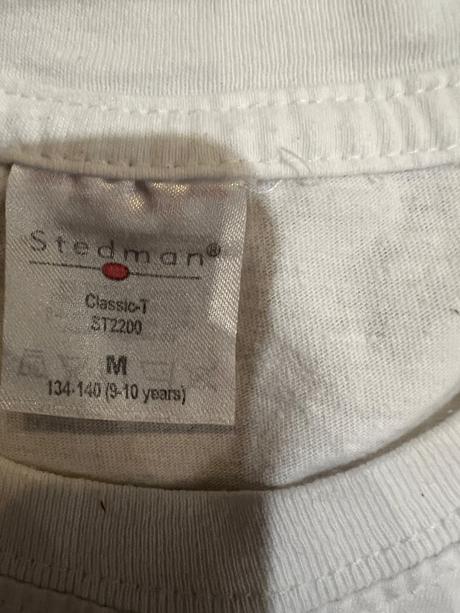 Stedman®
Classic-T
ST2200
M
134-140 (9-10 years)